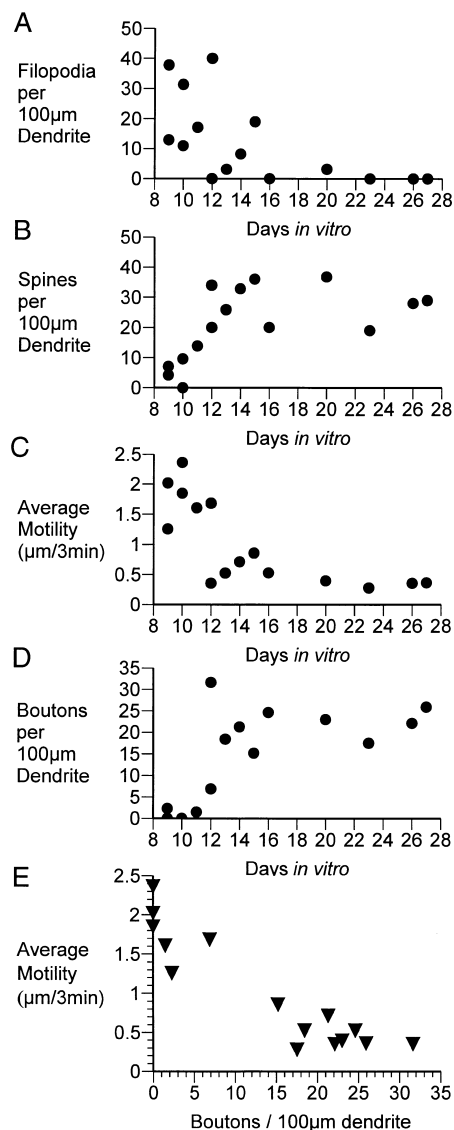 A
Filopodia
per
100µm
Dendrite
50
40
30
20
10
0
8 10 12 14 16 18 20 22 24 26 28
Days in vitro
B
Spines
per
100µm
Dendrite
50
40
30
20
10
0
8 10 12 14 16 18 20 22 24 26 28
Days in vitro
C
Average
Motility
(µm/3min)
2.5
2
1.5
1
0.5
0
8 10 12 14 16 18 20 22 24 26 28
Days in vitro
D
Boutons
per
100µm
Dendrite
35
30
25
20
15
10
5
0
8 10 12 14 16 18 20 22 24 26 28
Days in vitro
E
Average
Motility
(µm/3min)
2.5
2
1.5
1
0.5
0
0 5 10 15 20 25 30 35
Boutons / 100µm dendrite